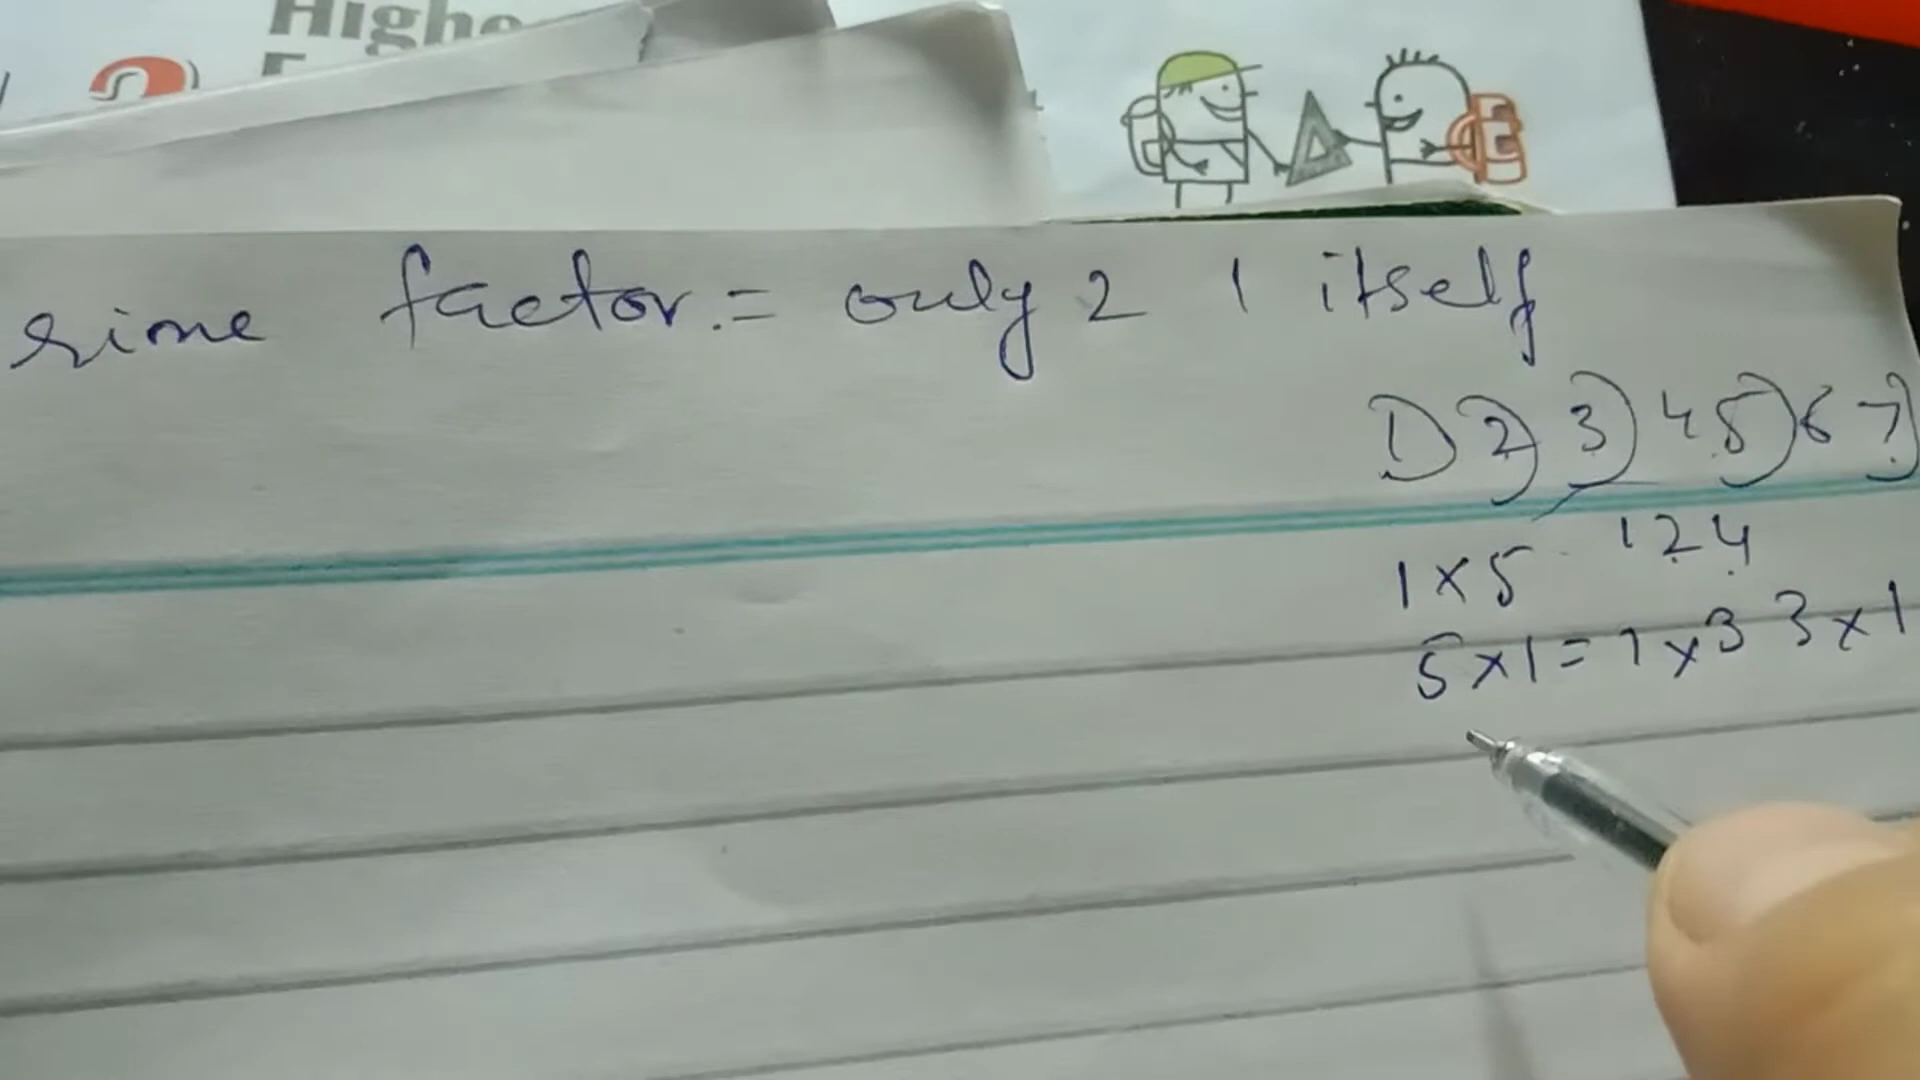 Highe
rime factor. = only 2 1 itself
1) 2) 3) 4 5) 6 7)
1 x 5 1 2 4
5 x 1 = 1 x 3 3 x 1